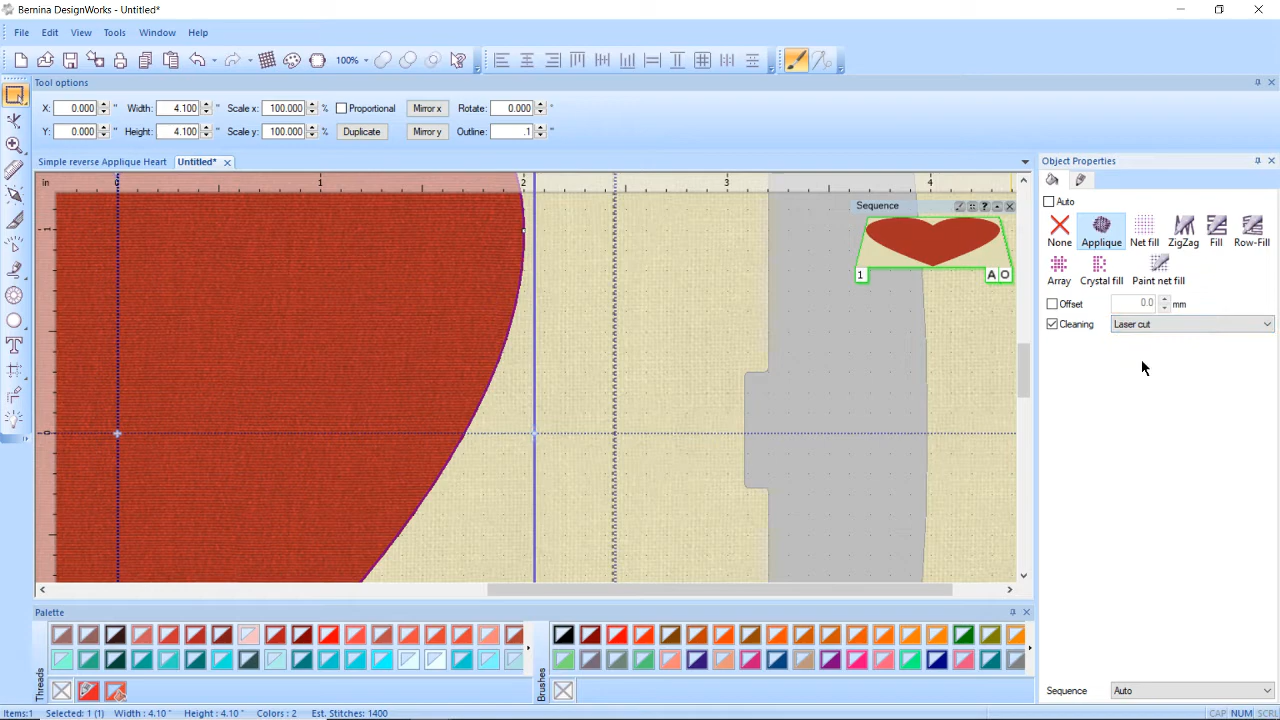 Bernina DesignWorks - Untitled*
File Edit View Tools Window Help
100%
Tool options
X: 0.000 " Width: 4.100 " Scale x: 100.000 % Proportional Mirror x Rotate: 0.000 °
Y: 0.000 " Height: 4.100 " Scale y: 100.000 % Duplicate Mirror y Outline: .1 "
Simple reverse Applique Heart Untitled*
in 0 1 2 3 4
1
0
Sequence
1 A O
Object Properties
Auto
None Applique Net fill ZigZag Fill Row-Fill
Array Crystal fill Paint net fill
Offset 0.0 mm
Cleaning Laser cut
Palette
Threads
Brushes
Sequence Auto
Items:1 Selected: 1 (1) Width : 4.10 " Height : 4.10 " Colors : 2 Est. Stitches: 1400 CAP NUM SCRL